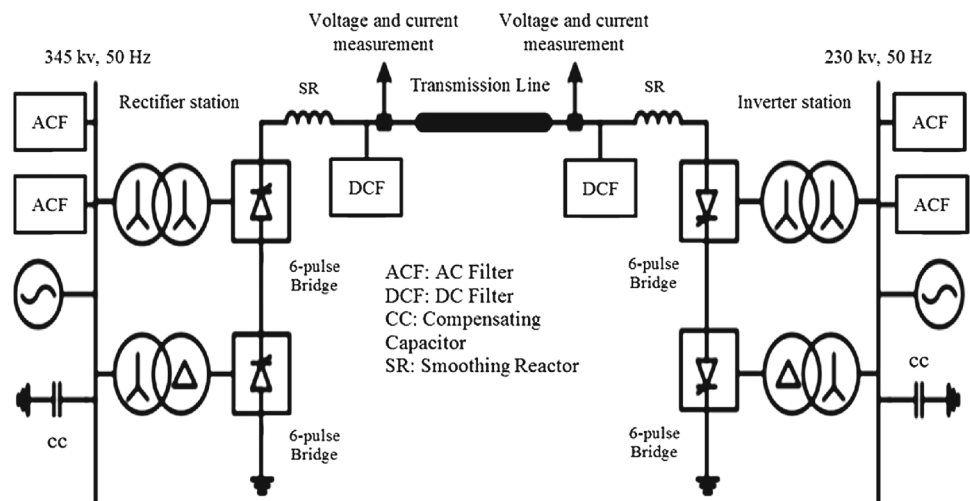 Voltage and current
measurement
Voltage and current
measurement
345 kv, 50 Hz
230 kv, 50 Hz
SR
Transmission Line
SR
Rectifier station
Inverter station
ACF
ACF
ACF
ACF
DCF
DCF
6-pulse
Bridge
6-pulse
Bridge
ACF: AC Filter
DCF: DC Filter
CC: Compensating
Capacitor
SR: Smoothing Reactor
CC
CC
6-pulse
Bridge
6-pulse
Bridge